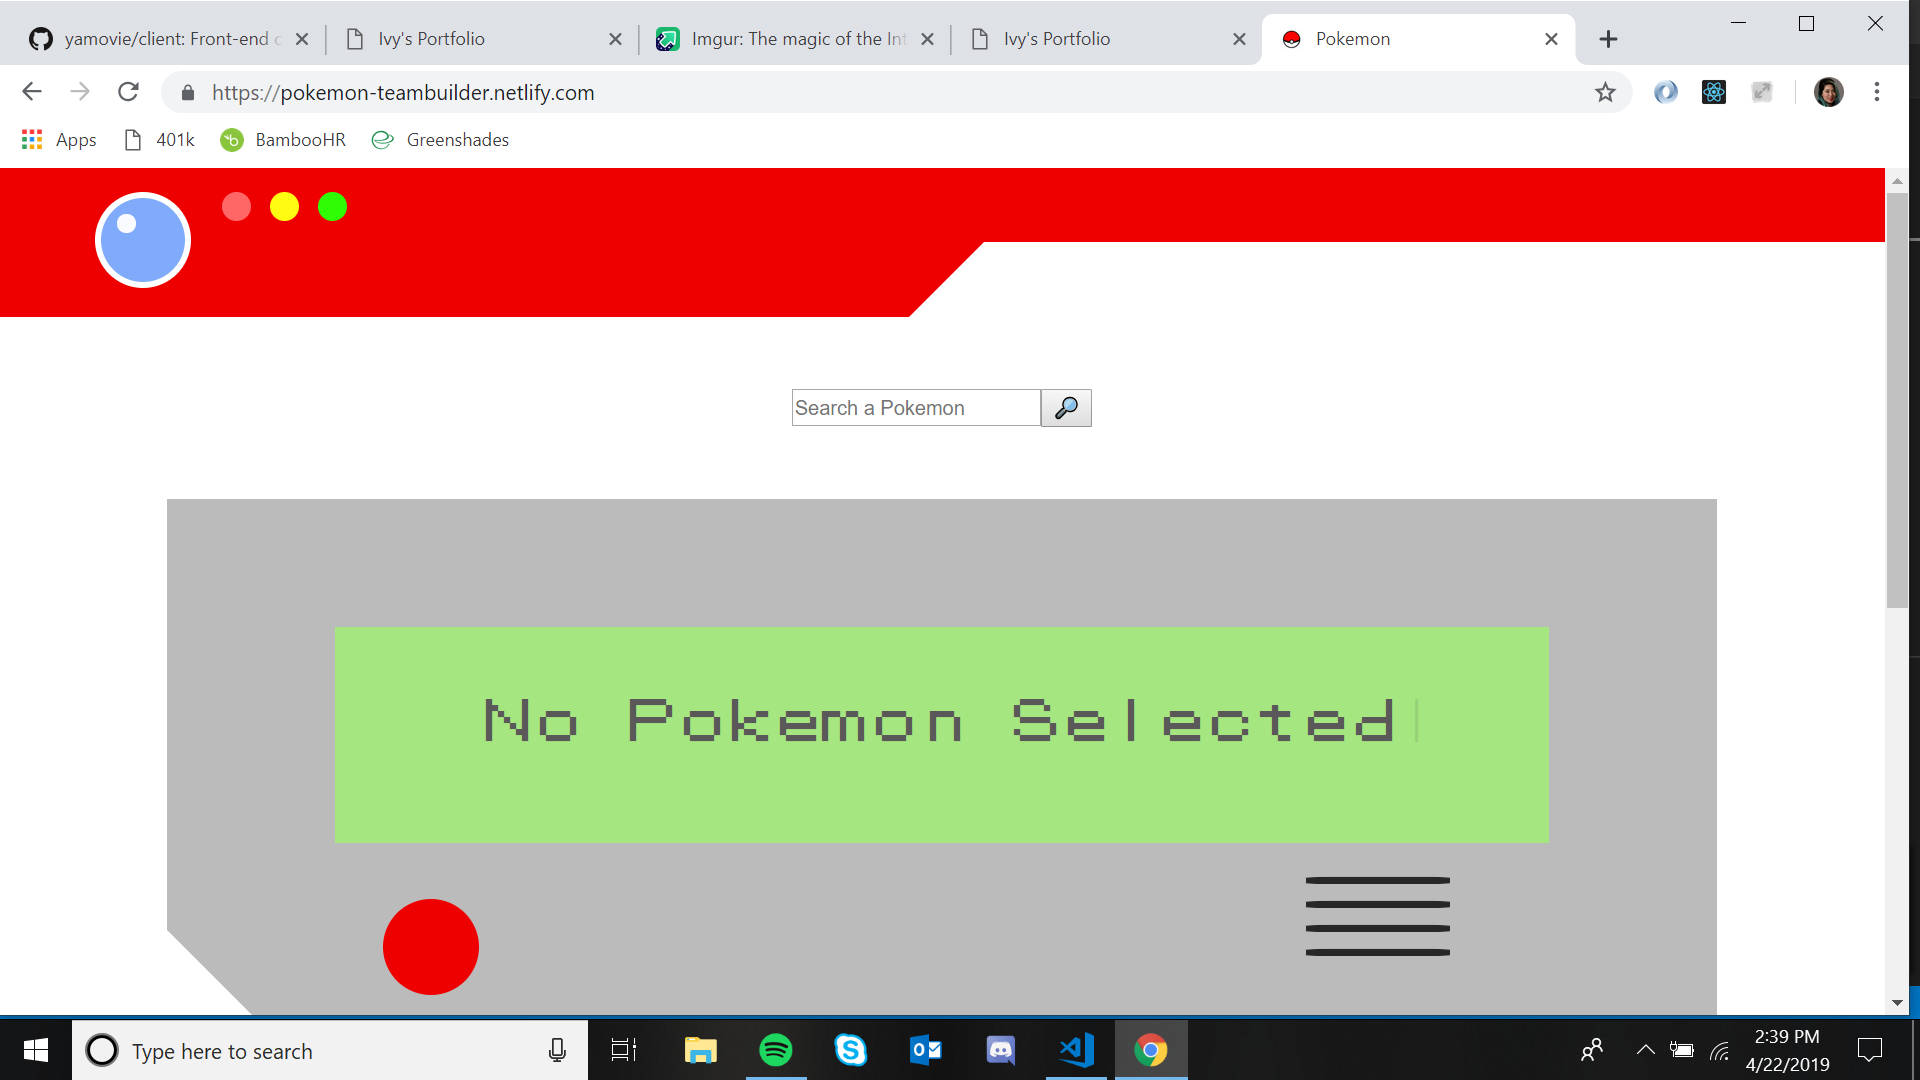 yamovie/client: Front-end c
Ivy's Portfolio
Imgur: The magic of the Int
Ivy's Portfolio
Pokemon
https://pokemon-teambuilder.netlify.com
Apps
401k
BambooHR
Greenshades
Search a Pokemon
No Pokemon Selected
Type here to search
2:39 PM
4/22/2019